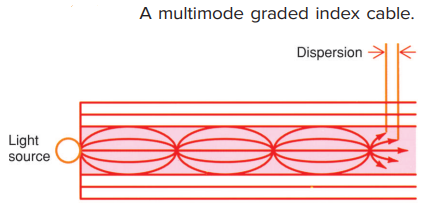 A multimode graded index cable.
Dispersion
Light
source